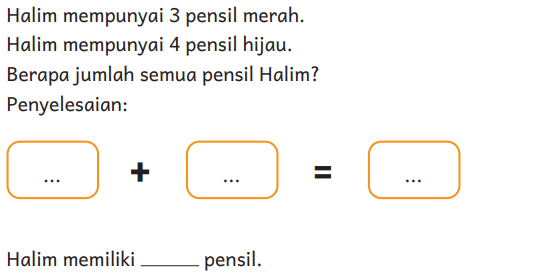 Halim mempunyai 3 pensil merah.
Halim mempunyai 4 pensil hijau.
Berapa jumlah semua pensil Halim?
Penyelesaian:
... + ... = ...
Halim memiliki ______ pensil.